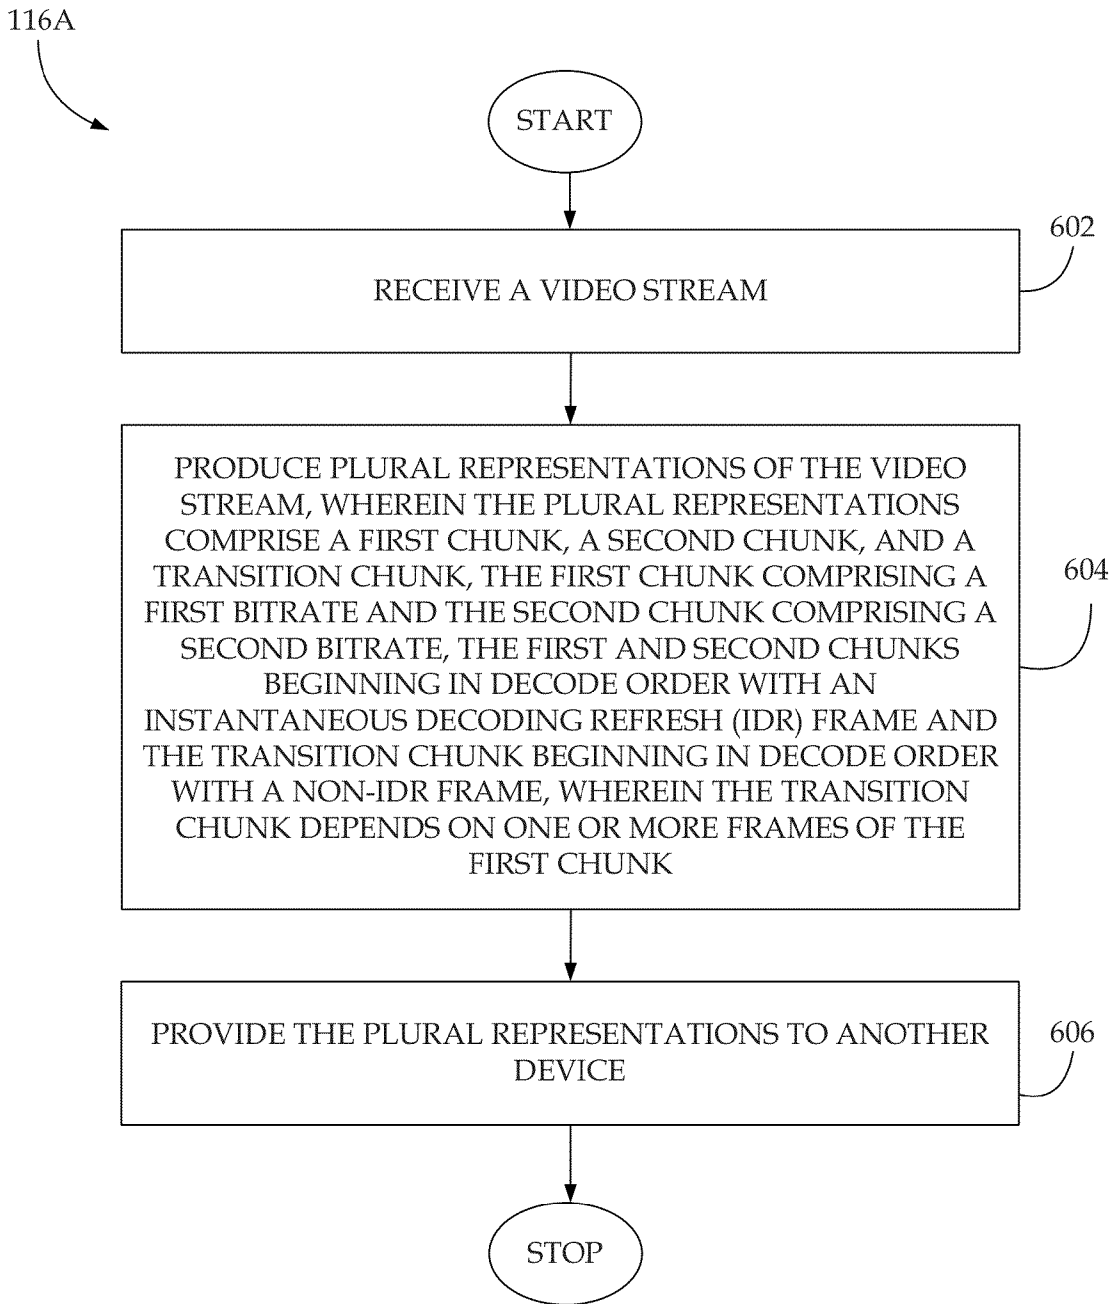 116A
START
602
RECEIVE A VIDEO STREAM
PRODUCE PLURAL REPRESENTATIONS OF THE VIDEO
STREAM, WHEREIN THE PLURAL REPRESENTATIONS
COMPRISE A FIRST CHUNK, A SECOND CHUNK, AND A
TRANSITION CHUNK, THE FIRST CHUNK COMPRISING A
FIRST BITRATE AND THE SECOND CHUNK COMPRISING A
SECOND BITRATE, THE FIRST AND SECOND CHUNKS
BEGINNING IN DECODE ORDER WITH AN
INSTANTANEOUS DECODING REFRESH (IDR) FRAME AND
THE TRANSITION CHUNK BEGINNING IN DECODE ORDER
WITH A NON-IDR FRAME, WHEREIN THE TRANSITION
CHUNK DEPENDS ON ONE OR MORE FRAMES OF THE
FIRST CHUNK
604
PROVIDE THE PLURAL REPRESENTATIONS TO ANOTHER
DEVICE
606
STOP